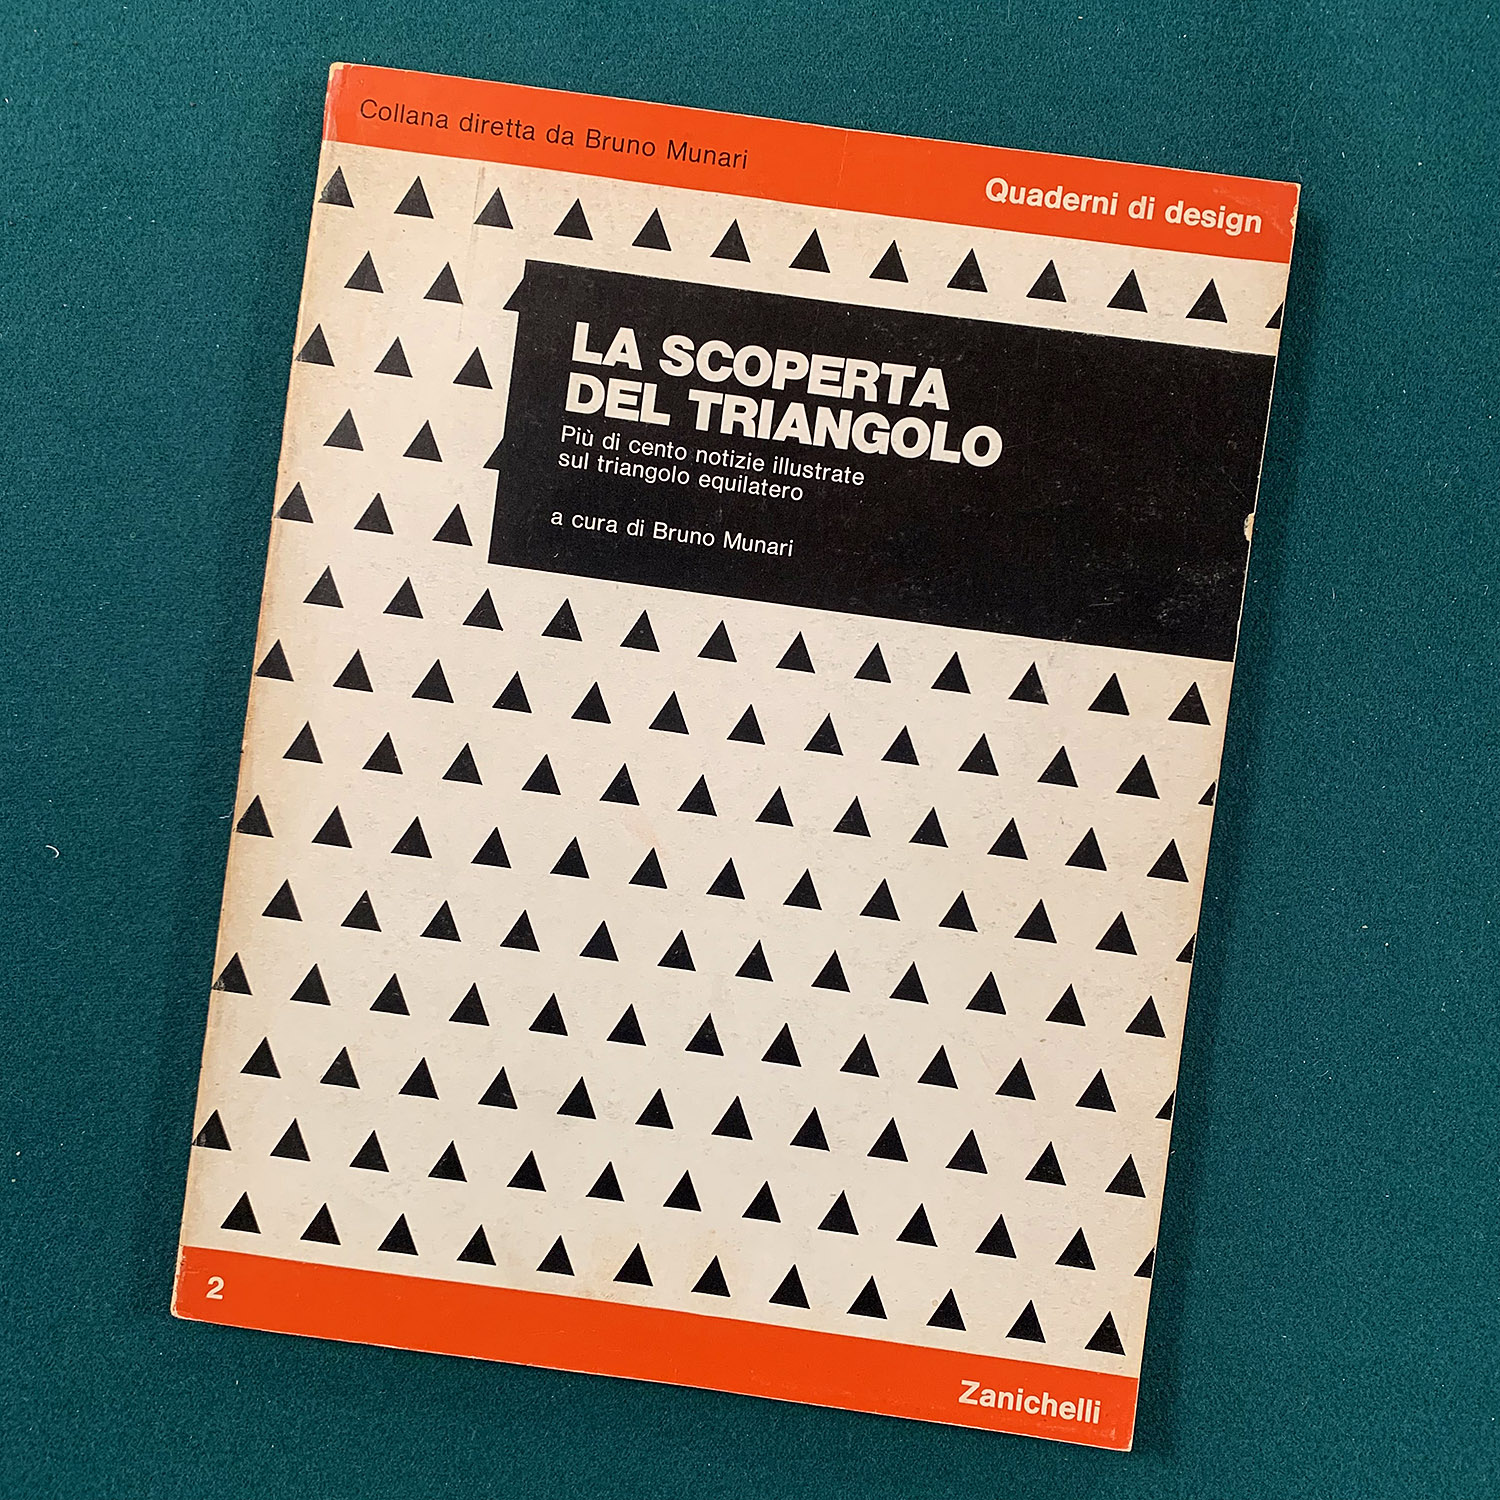 Collana diretta da Bruno Munari
Quaderni di design
LA SCOPERTA
DEL TRIANGOLO
Più di cento notizie illustrate
sul triangolo equilatero
a cura di Bruno Munari
2
Zanichelli